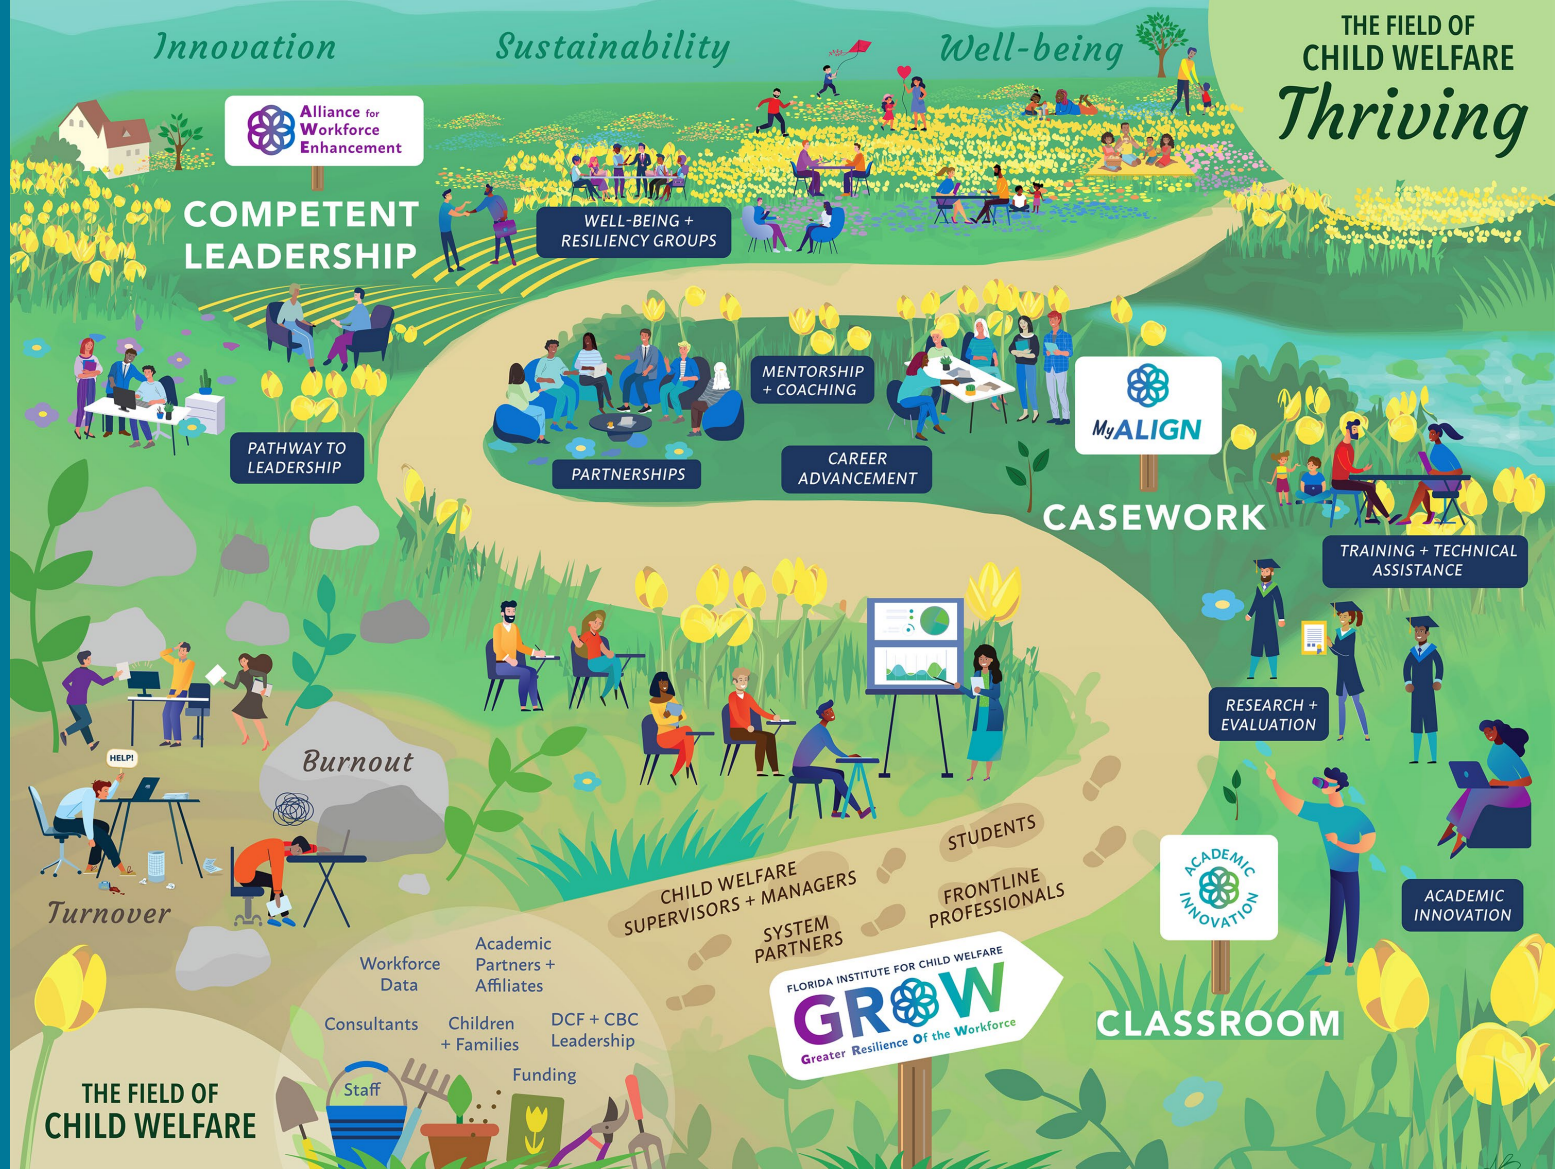 Innovation
Sustainability
Well-being
THE FIELD OF
CHILD WELFARE
Thriving
Alliance for
Workforce
Enhancement
COMPETENT
LEADERSHIP
WELL-BEING +
RESILIENCY GROUPS
MENTORSHIP
+ COACHING
MyALIGN
PATHWAY TO
LEADERSHIP
PARTNERSHIPS
CAREER
ADVANCEMENT
CASEWORK
TRAINING + TECHNICAL
ASSISTANCE
RESEARCH +
EVALUATION
HELP!
Burnout
Turnover
STUDENTS
CHILD WELFARE
SUPERVISORS + MANAGERS
FRONTLINE
PROFESSIONALS
SYSTEM
PARTNERS
ACADEMIC
INNOVATION
ACADEMIC
INNOVATION
FLORIDA INSTITUTE FOR CHILD WELFARE
GROW
Greater Resilience Of the Workforce
CLASSROOM
Workforce
Data
Academic
Partners +
Affiliates
Consultants
Children
+ Families
DCF + CBC
Leadership
Funding
Staff
THE FIELD OF
CHILD WELFARE